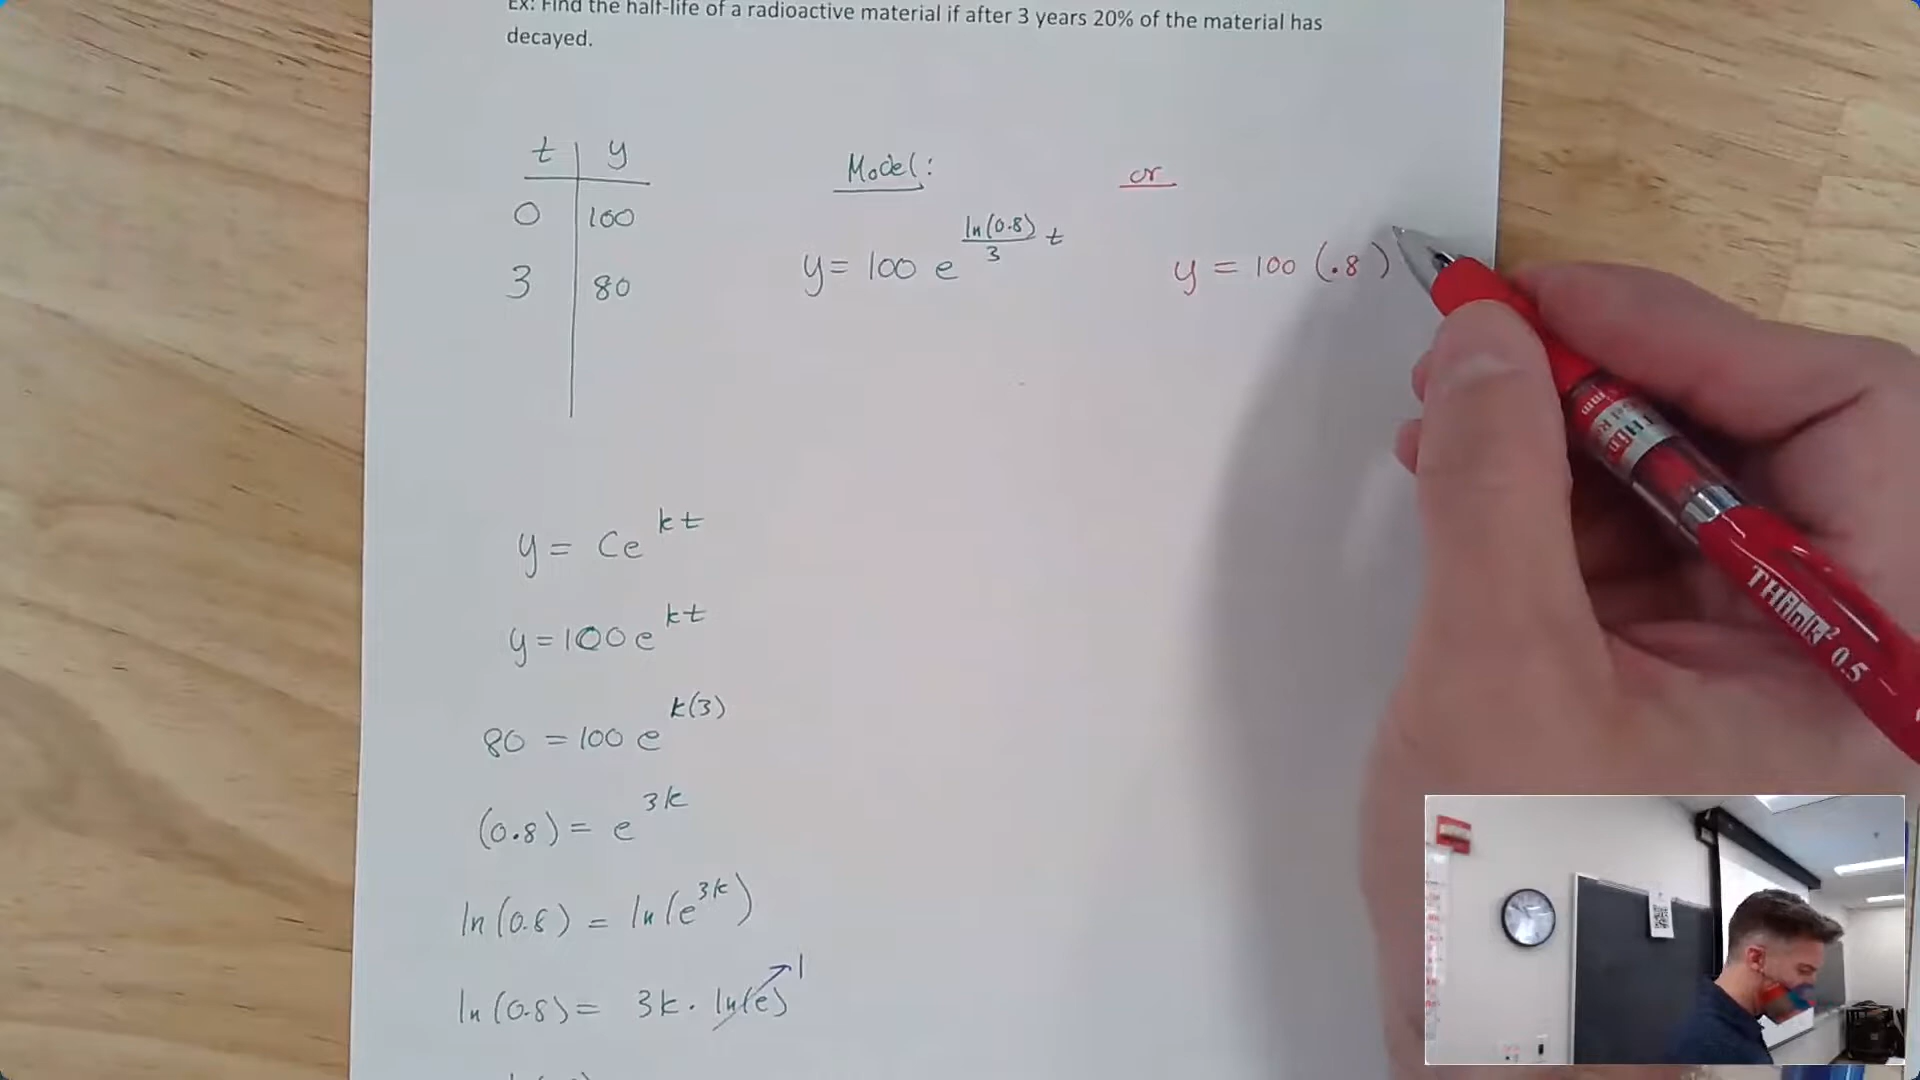 Ex: Find the half-life of a radioactive material if after 3 years 20% of the material has
decayed.
t y
0 100
3 80
Model:
y = 100 e^(ln(0.8)/3 t)
or
y = 100 (.8)
y = Ce^(kt)
y = 100 e^(kt)
80 = 100 e^(k(3))
(0.8) = e^(3k)
ln(0.8) = ln(e^(3k))
ln(0.8) = 3k · ln(e) 1
THink² 0.5